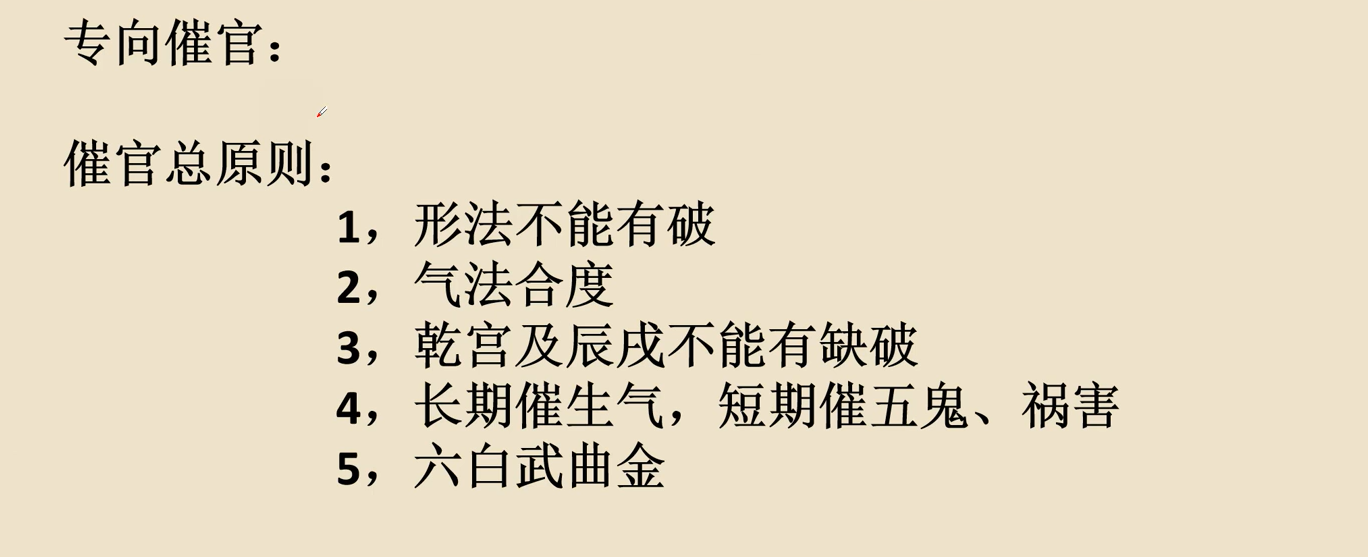 专向催官：
催官总原则：
1，形法不能有破
2，气法合度
3，乾宫及辰戌不能有缺破
4，长期催生气，短期催五鬼、祸害
5，六白武曲金